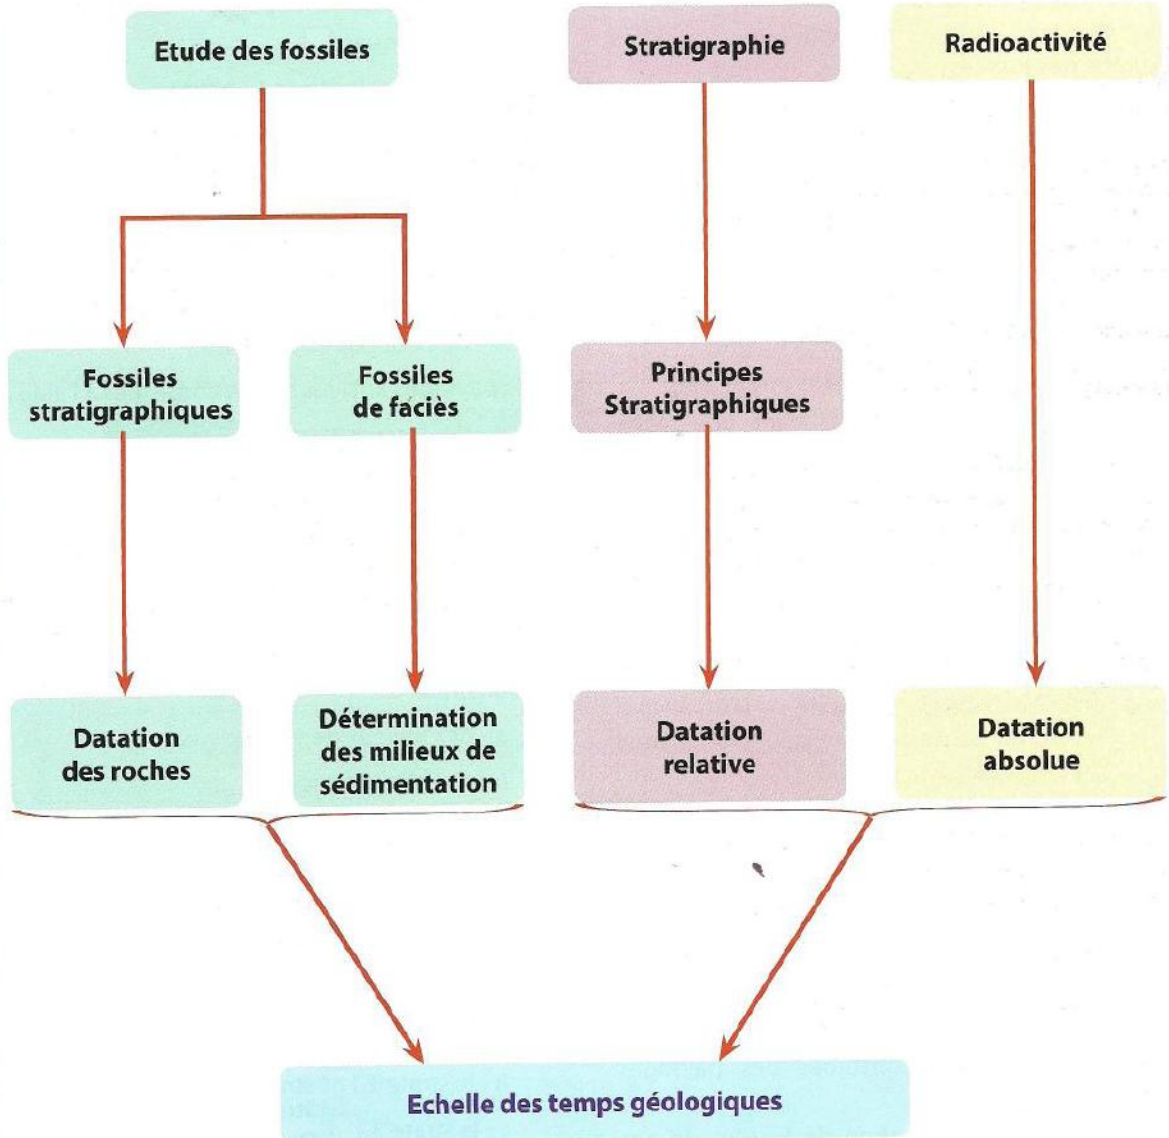 Etude des fossiles
Stratigraphie
Radioactivité
Fossiles
stratigraphiques
Fossiles
de faciès
Principes
Stratigraphiques
Datation
des roches
Détermination
des milieux de
sédimentation
Datation
relative
Datation
absolue
Echelle des temps géologiques